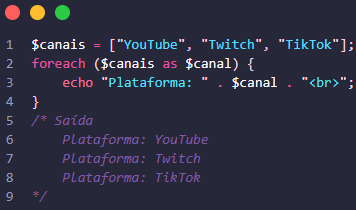 1 $canais = ["YouTube", "Twitch", "TikTok"];
2 foreach ($canais as $canal) {
3     echo "Plataforma: " . $canal . "<br>";
4 }
5 /* Saída
6     Plataforma: YouTube
7     Plataforma: Twitch
8     Plataforma: TikTok
9 */